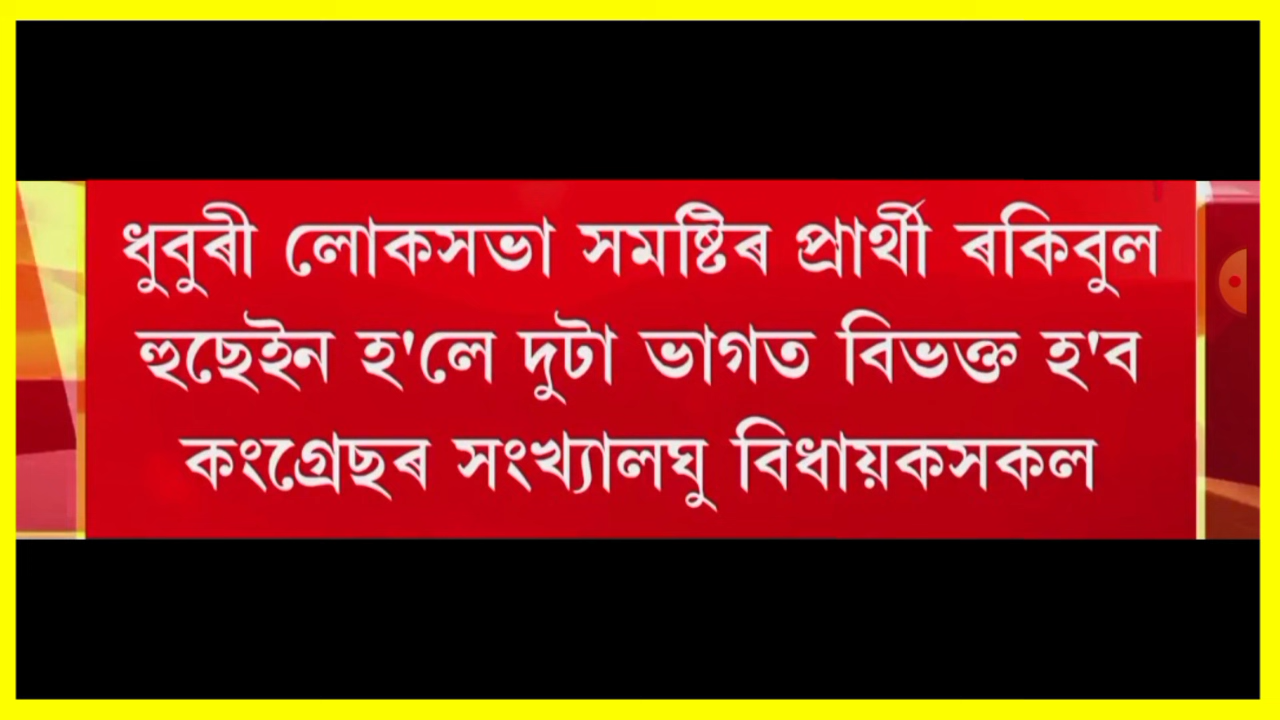 ধুবুৰী লোকসভা সমষ্টিৰ প্ৰাৰ্থী ৰকিবুল
হুছেইন হ'লে দুটা ভাগত বিভক্ত হ'ব
কংগ্ৰেছৰ সংখ্যালঘু বিধায়কসকল